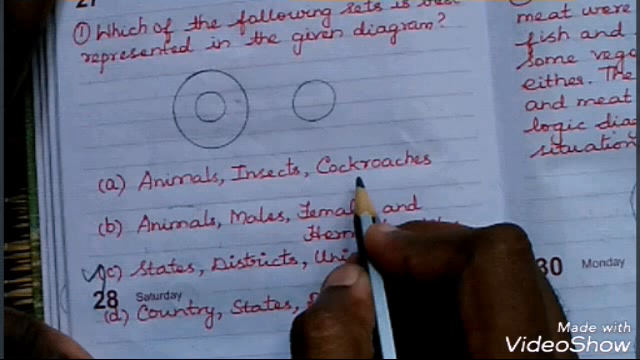 27
① Which of the following sets is best
represented in the given diagram?
(a) Animals, Insects, Cockroaches
(b) Animals, Males, Females and
(c) States, Districts,
28 Saturday
(d) Country, States,
meat were
fish and
some
either. The
and meat
logic
situation
30 Monday
Made with
VideoShow